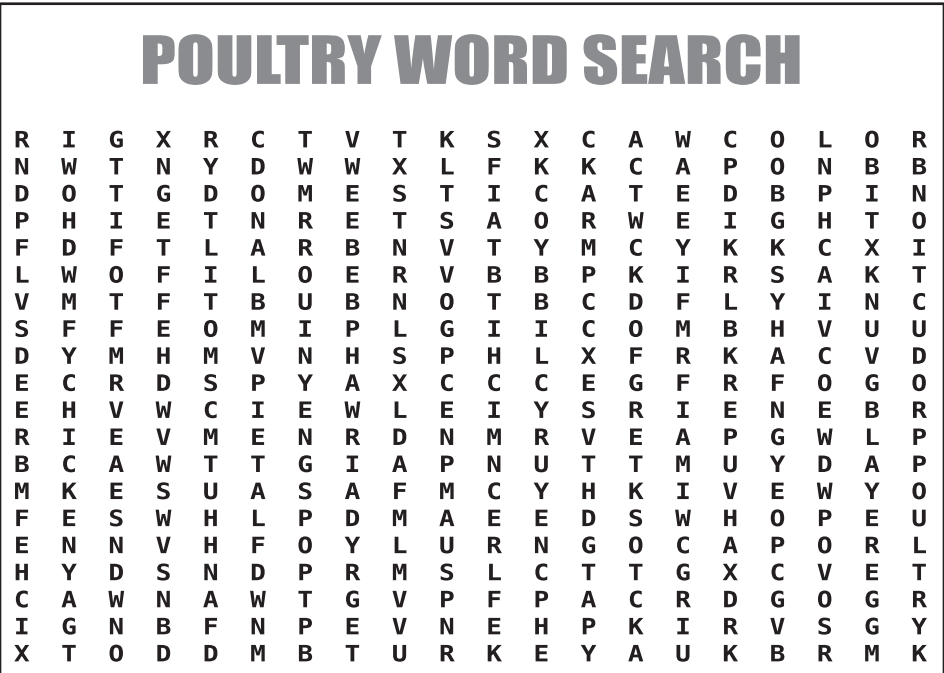 POULTRY WORD SEARCH
R I G X R C T V T K S X C A W C O L O R
N W T N Y D W W X L F K K C A P O N B B
D O T G D O M E S T I C A T E D B P I N
P H I E T N R E T S A O R W E I G H T O
F D F T L A R B N V T Y M C Y K K C X I
L W O F I L O E R V B B P K I R S A K T
V M T F T B U B N O T B C D F L Y I N C
S F F E O M I P L G I I C O M B H V U U
D Y M H M V N H S P H L X F R K A C V D
E C R D S P Y A X C C C E G F R F O G O
E H V W C I E W L E I Y S R I E N E B R
R I E V M E N R D N M R V E A P G W L P
B C A W T T G I A P N U T T M U Y D A P
M K E S U A S A F M C Y H K I V E W Y O
F E S W H L P D M A E E D S W H O P E U
E N N V H F O Y L U R N G O C A P O R L
H Y D S N D P R M S L C T T G X C V E T
C A W N A W T G V P F P A C R D G O G R
I G N B F N P E V N E H P K I R V S G Y
X T O D D M B T U R K E Y A U K B R M K